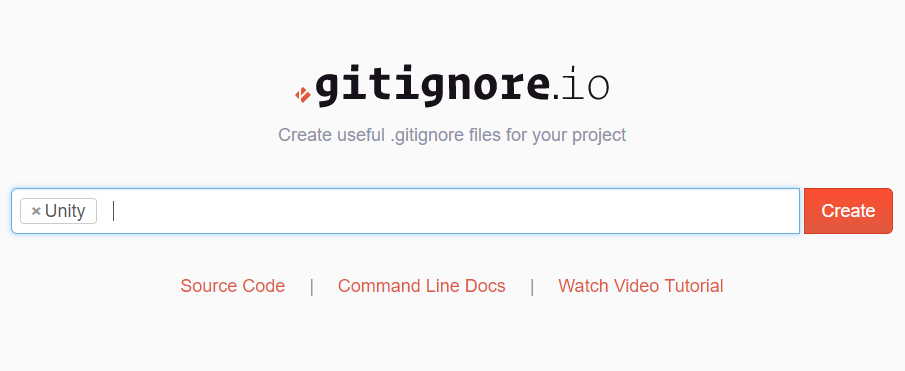 .gitignore.io
Create useful .gitignore files for your project
× Unity
Create
Source Code | Command Line Docs | Watch Video Tutorial